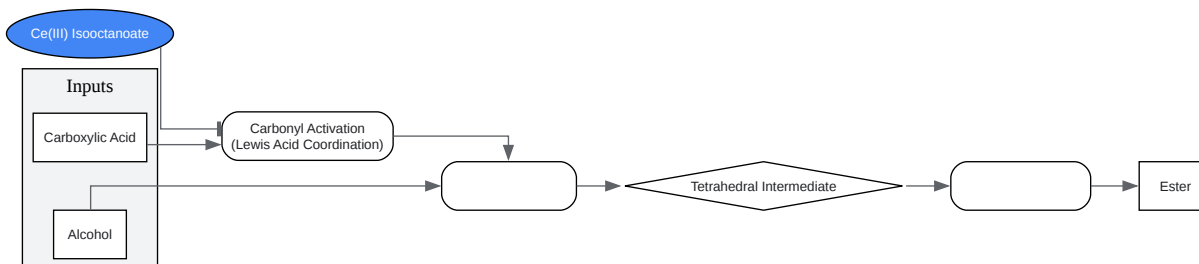 Ce(III) Isooctanoate
Inputs
Carboxylic Acid
Carbonyl Activation
(Lewis Acid Coordination)
Tetrahedral Intermediate
Ester
Alcohol